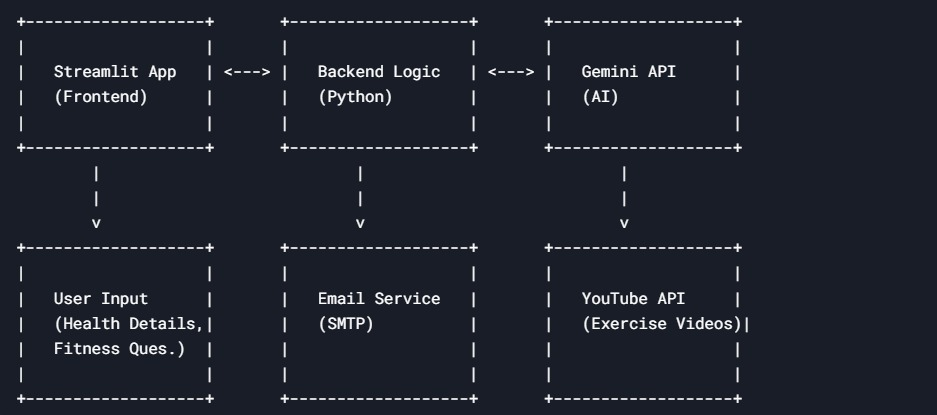 +-------------------+       +-------------------+       +-------------------+
|                   |       |                   |       |                   |
|   Streamlit App   | <---> |   Backend Logic   | <---> |   Gemini API      |
|   (Frontend)      |       |   (Python)        |       |   (AI)            |
|                   |       |                   |       |                   |
+-------------------+       +-------------------+       +-------------------+
        |                           |                           |
        |                           |                           |
        v                           v                           v
+-------------------+       +-------------------+       +-------------------+
|                   |       |                   |       |                   |
|   User Input      |       |   Email Service   |       |   YouTube API     |
|   (Health Details,|       |   (SMTP)          |       |   (Exercise Videos)|
|   Fitness Ques.)  |       |                   |       |                   |
|                   |       |                   |       |                   |
+-------------------+       +-------------------+       +-------------------+